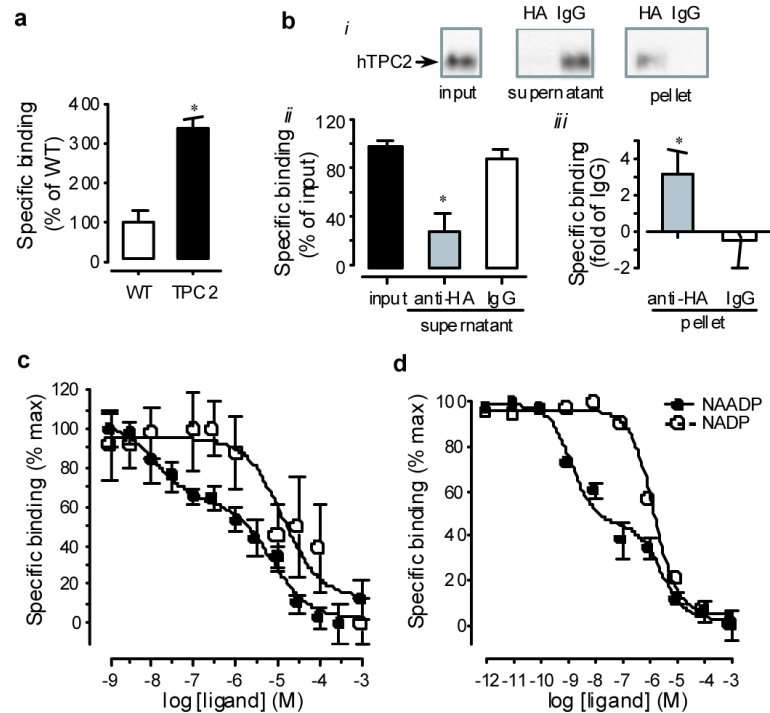 a
Specific binding
(% of WT)
400
300
200
100
0
*
WT TPC2
b
i
HA IgG HA IgG
hTPC2
input supernatant pellet
ii
Specific binding
(% of input)
120
80
40
0
*
input anti-HA IgG
supernatant
iii
Specific binding
(fold of IgG)
4
2
0
-2
*
anti-HA IgG
pellet
c
Specific binding (% max)
120
100
80
60
40
20
0
-9 -8 -7 -6 -5 -4 -3
log [ligand] (M)
d
Specific binding (% max)
100
80
60
40
20
0
NAADP
NADP
-12 -11 -10 -9 -8 -7 -6 -5 -4 -3
log [ligand] (M)